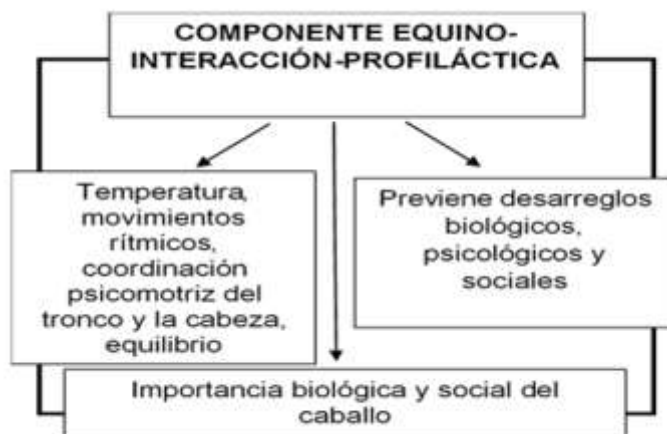 COMPONENTE EQUINO-
INTERACCIÓN-PROFILÁCTICA
Temperatura,
movimientos
rítmicos,
coordinación
psicomotriz del
tronco y la cabeza,
equilibrio
Previene desarreglos
biológicos,
psicológicos y
sociales
Importancia biológica y social del
caballo